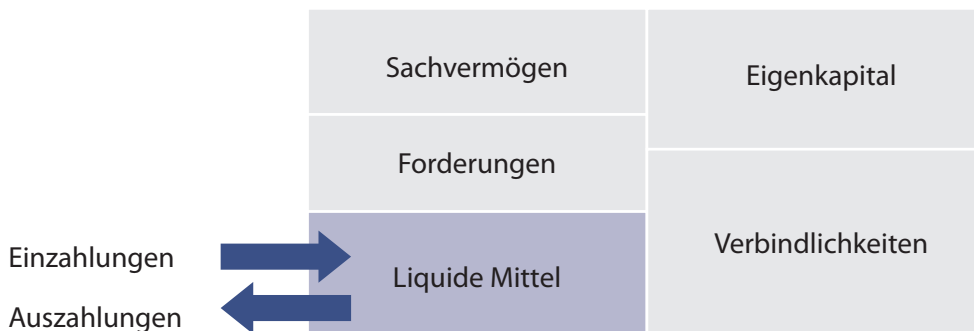 Sachvermögen
Eigenkapital
Forderungen
Verbindlichkeiten
Einzahlungen
Liquide Mittel
Auszahlungen